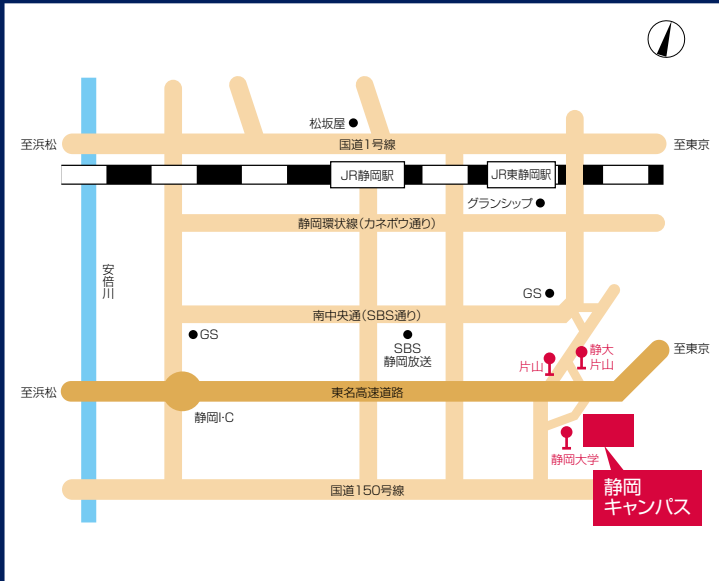 松坂屋
至浜松
国道1号線
至東京
JR静岡駅
JR東静岡駅
グランシップ
静岡環状線(カネボウ通り)
安倍川
GS
南中央通(SBS通り)
GS
SBS
静岡放送
片山
静大
片山
至東京
至浜松
東名高速道路
静岡I・C
静岡大学
静岡
キャンパス
国道150号線